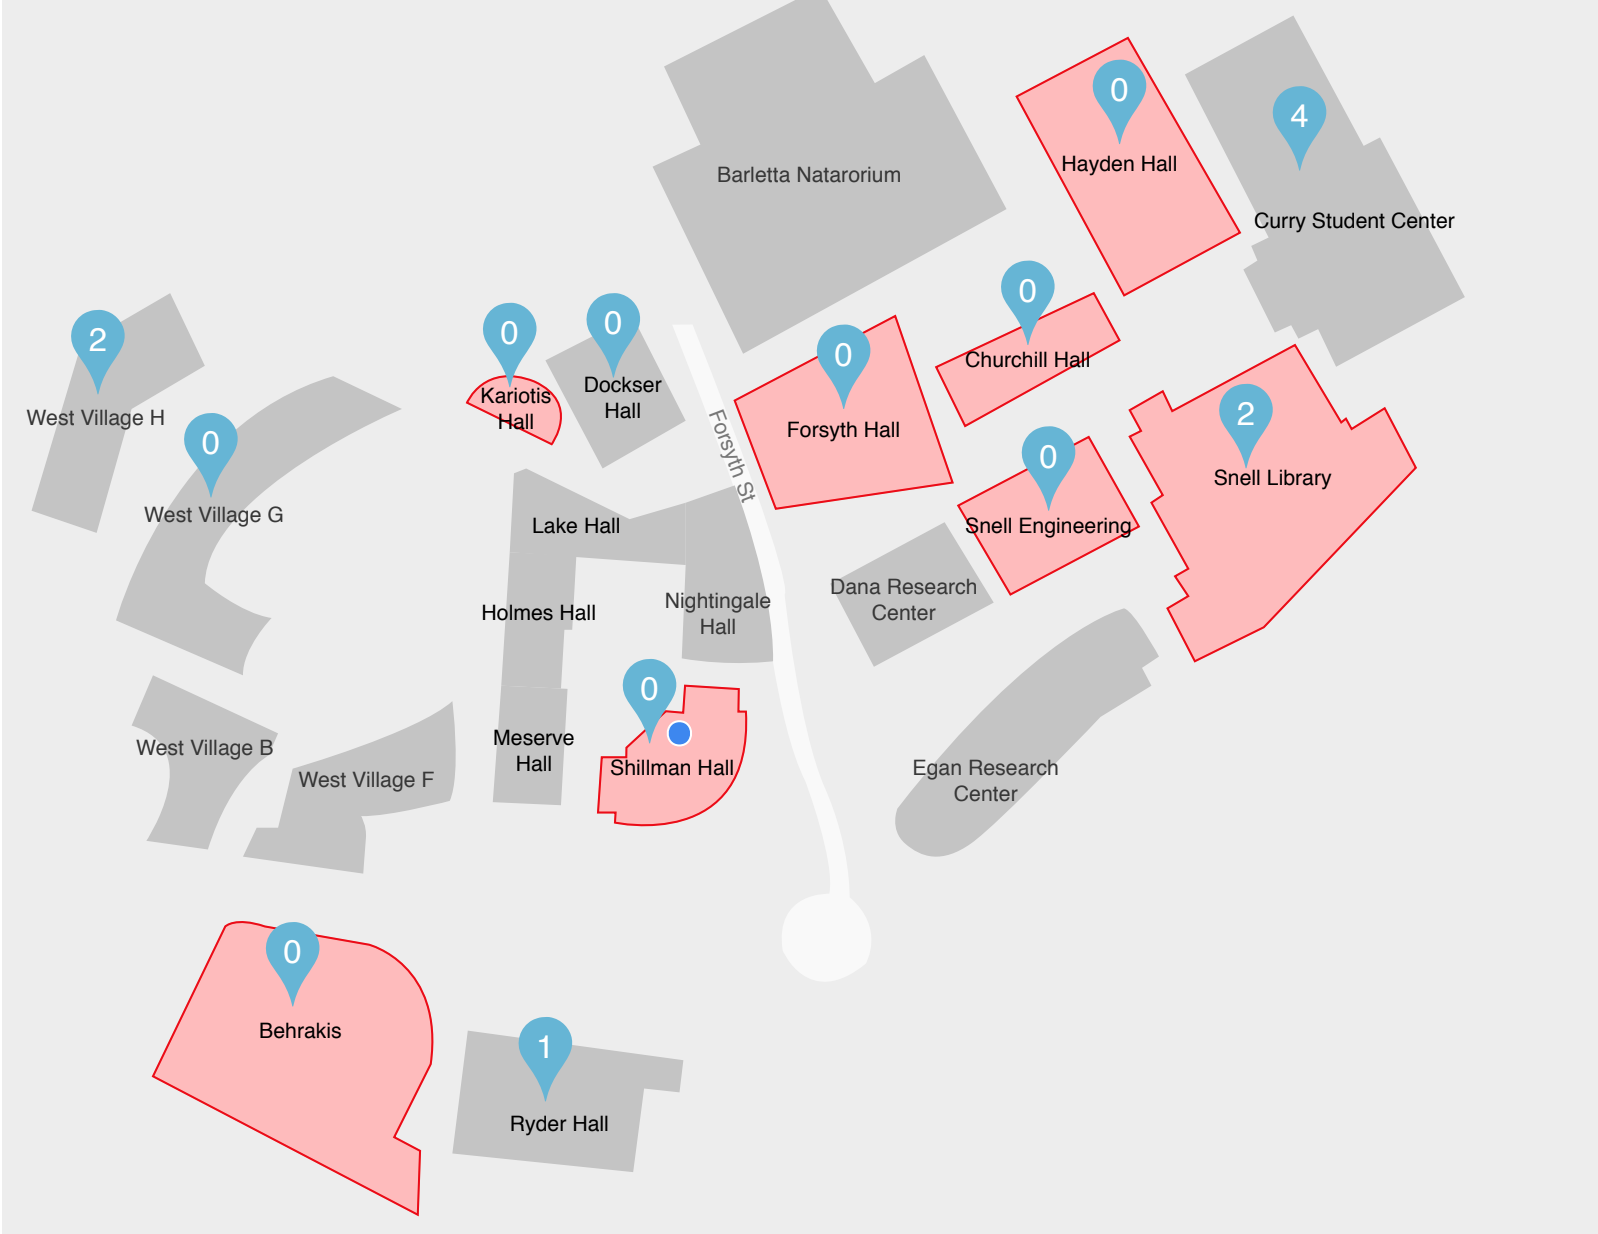 0
Hayden Hall
4
Curry Student Center
Barletta Natarorium
2
West Village H
0
West Village G
0
Kariotis
Hall
0
Dockser
Hall
Forsyth St
0
Forsyth Hall
0
Churchill Hall
0
Snell Engineering
2
Snell Library
Lake Hall
Holmes Hall
Nightingale
Hall
Dana Research
Center
0
Shillman Hall
Meserve
Hall
West Village B
West Village F
Egan Research
Center
0
Behrakis
1
Ryder Hall